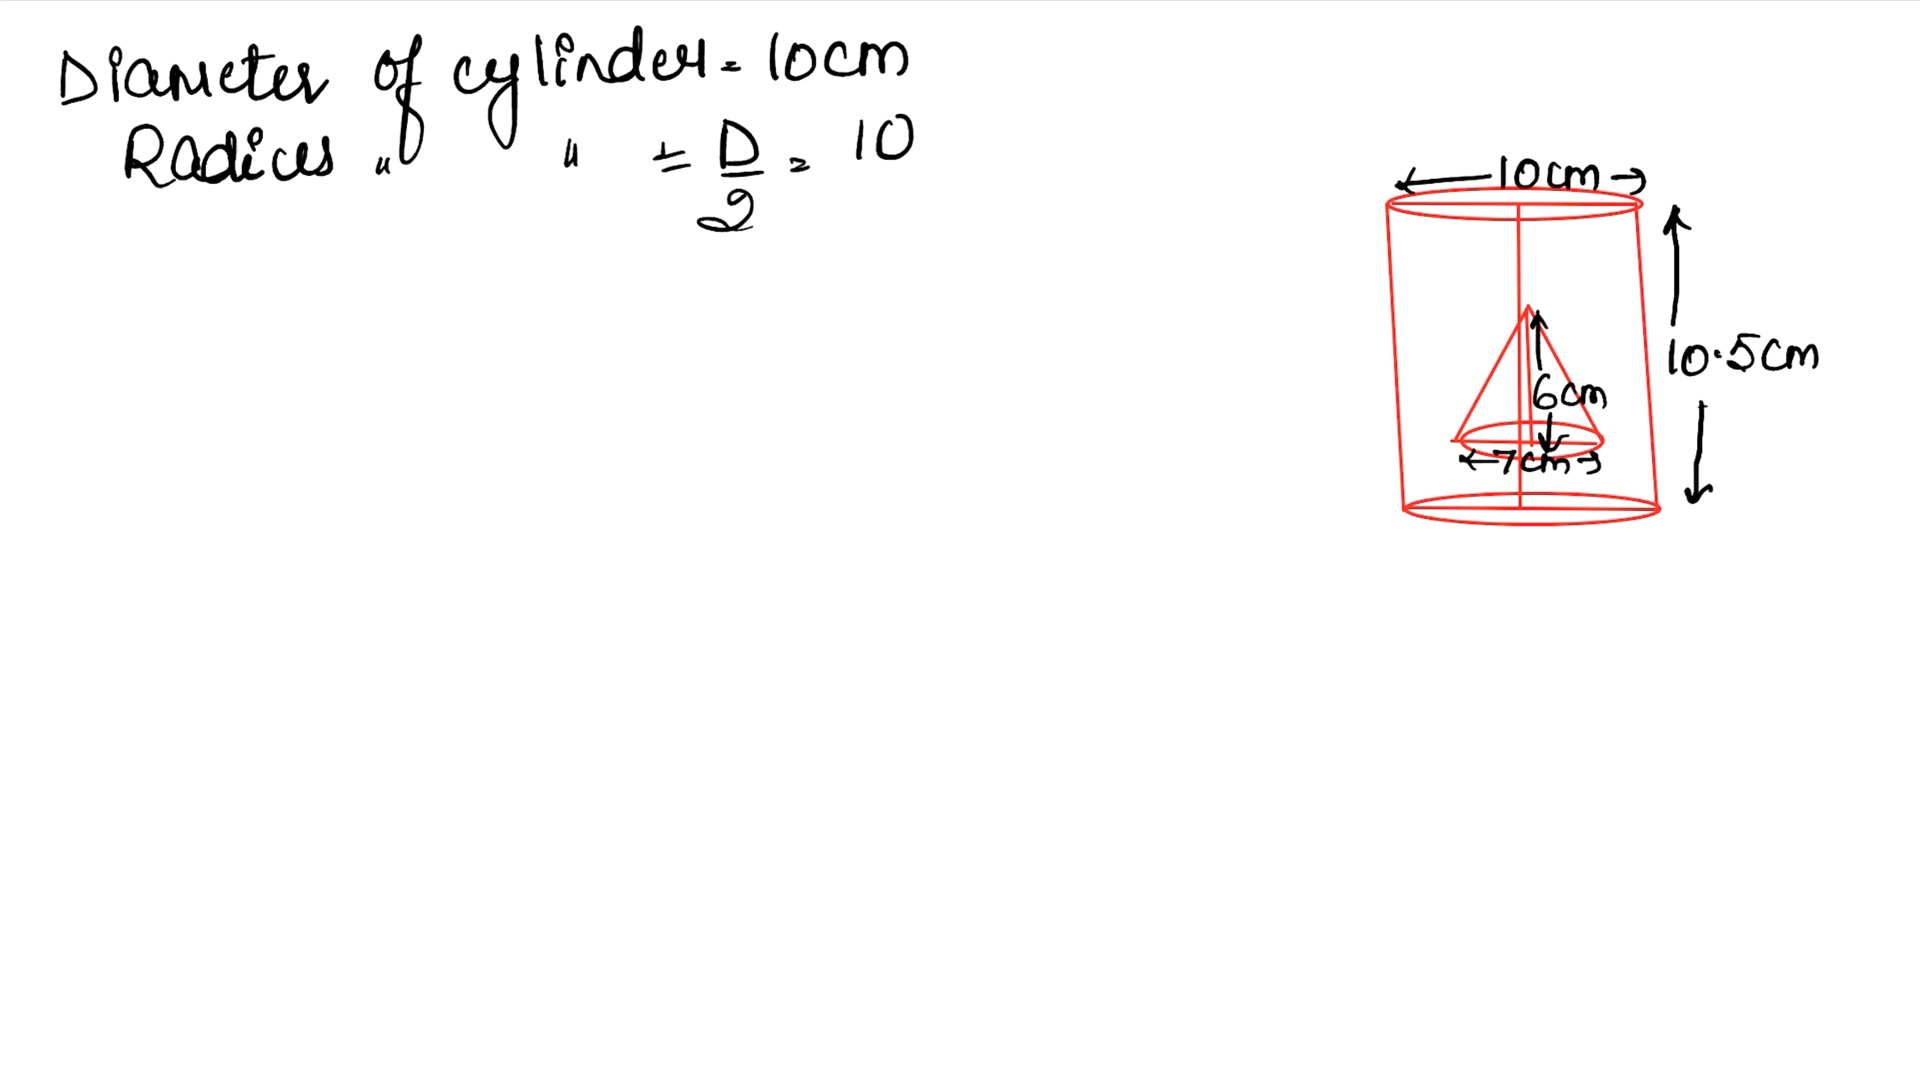 Diameter of cylinder = 10cm
Radius " " = D/2 = 10
10cm
10.5cm
6cm
7cm